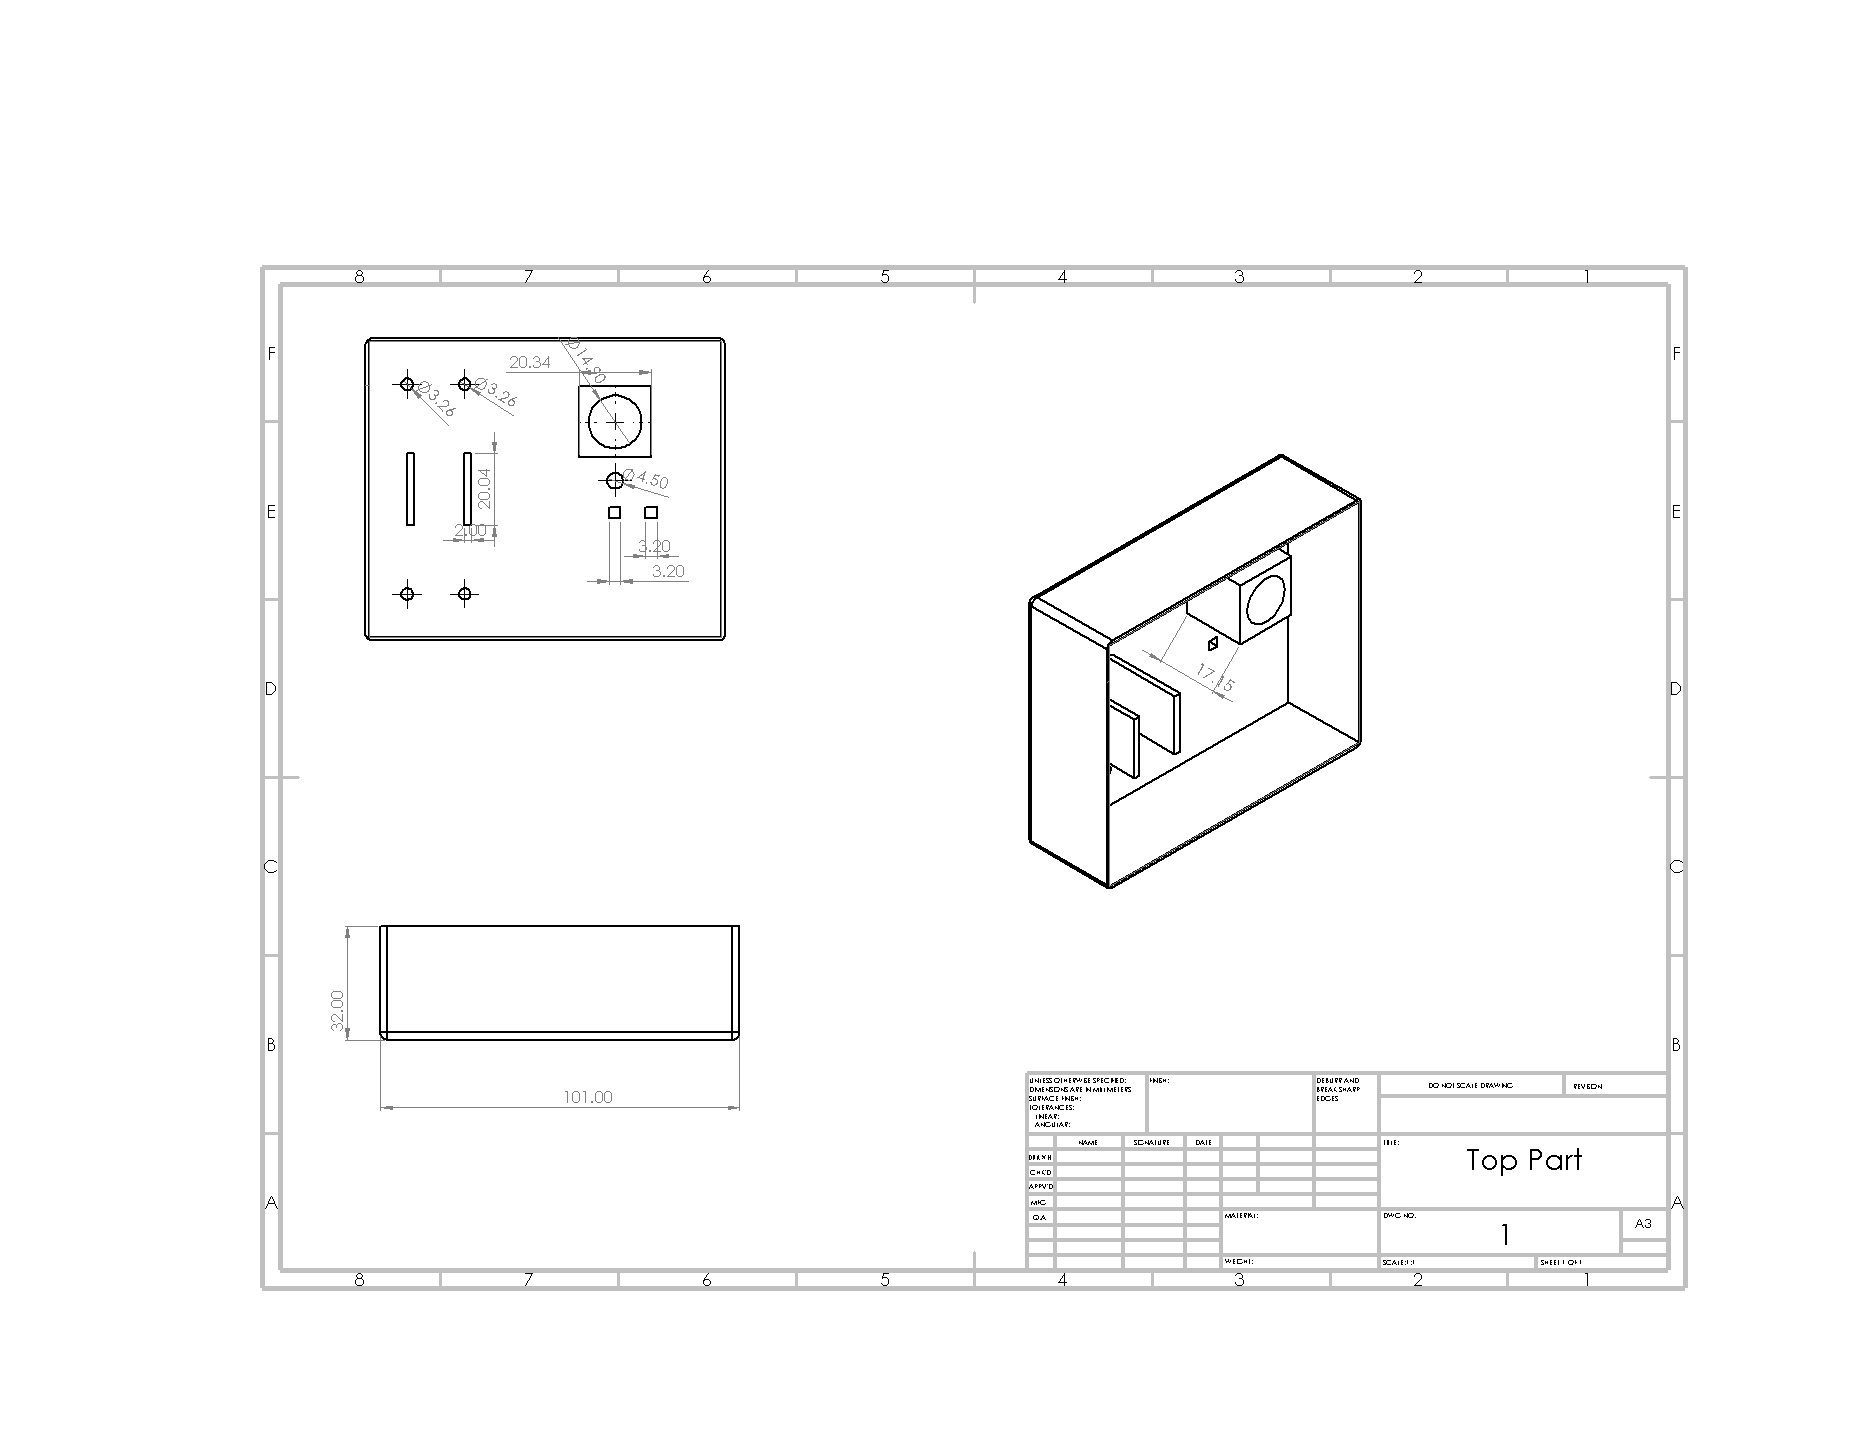 8 7 6 5 4 3 2 1
F F
20.34
Ø14.90
Ø3.26
Ø3.26
20.04
Ø4.50
E E
2.00
3.20
3.20
17.15
D D
C C
32.00
B B
101.00
UNLESS OTHERWISE SPECIFIED:
DIMENSIONS ARE IN MILLIMETERS
SURFACE FINISH:
TOLERANCES:
LINEAR:
ANGULAR:
FINISH:
DEBURR AND
BREAK SHARP
EDGES
DO NOT SCALE DRAWING
REVISION
NAME SIGNATURE DATE
TITLE:
DRAWN
CHK'D
APPV'D
MFG
Q.A
Top Part
A A
MATERIAL:
DWG NO.
1
A3
WEIGHT:
SCALE:1:1
SHEET 1 OF 1
8 7 6 5 4 3 2 1